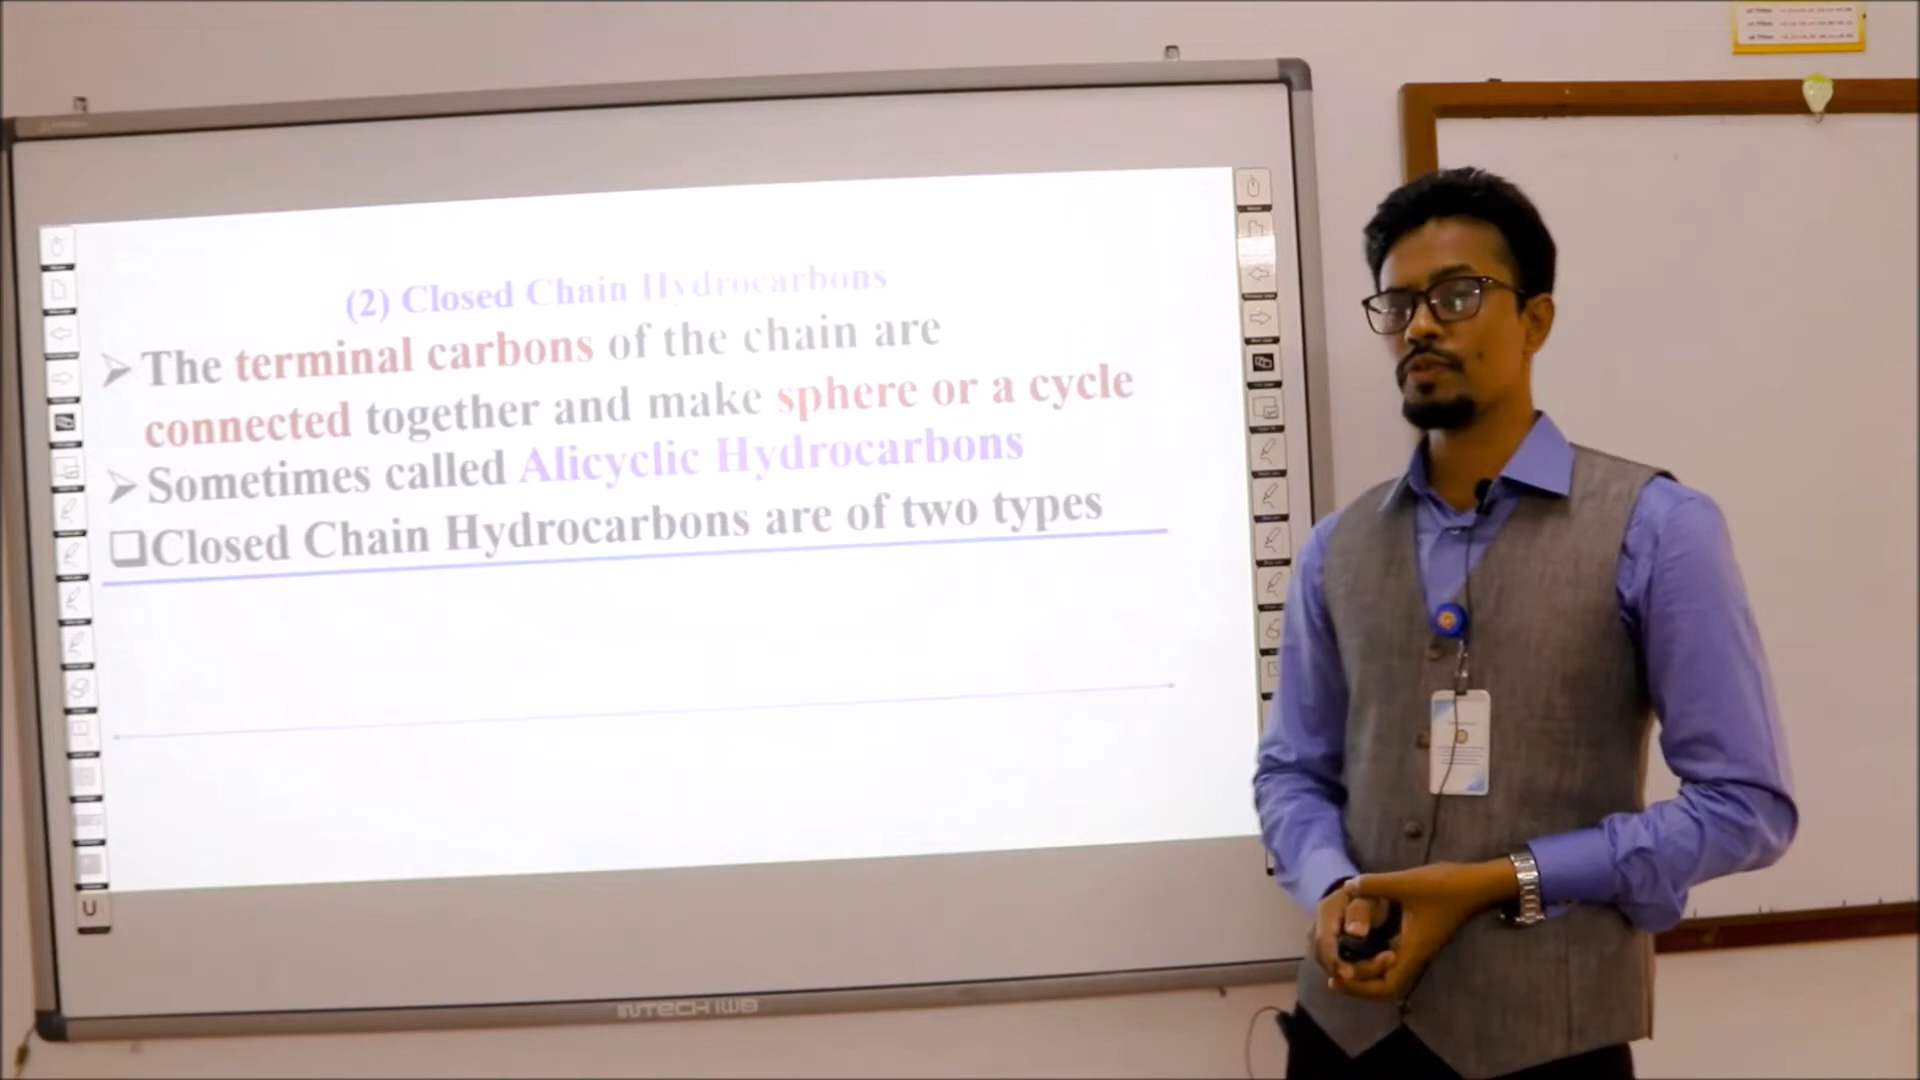 (2) Closed Chain Hydrocarbons
➢ The terminal carbons of the chain are
connected together and make sphere or a cycle
➢ Sometimes called Alicyclic Hydrocarbons
❑Closed Chain Hydrocarbons are of two types
INTECH IWB